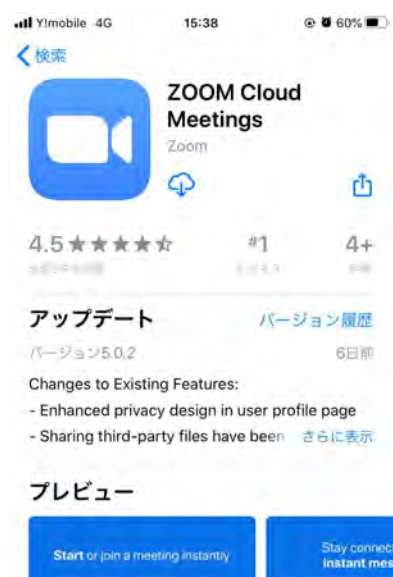 Y!mobile 4G 15:38 60%
検索
ZOOM Cloud
Meetings
Zoom
4.5 #1 4+
アップデート バージョン履歴
バージョン5.0.2 6日前
Changes to Existing Features:
- Enhanced privacy design in user profile page
- Sharing third-party files have been さらに表示
プレビュー
Start or join a meeting instantly
Stay connec
instant mes